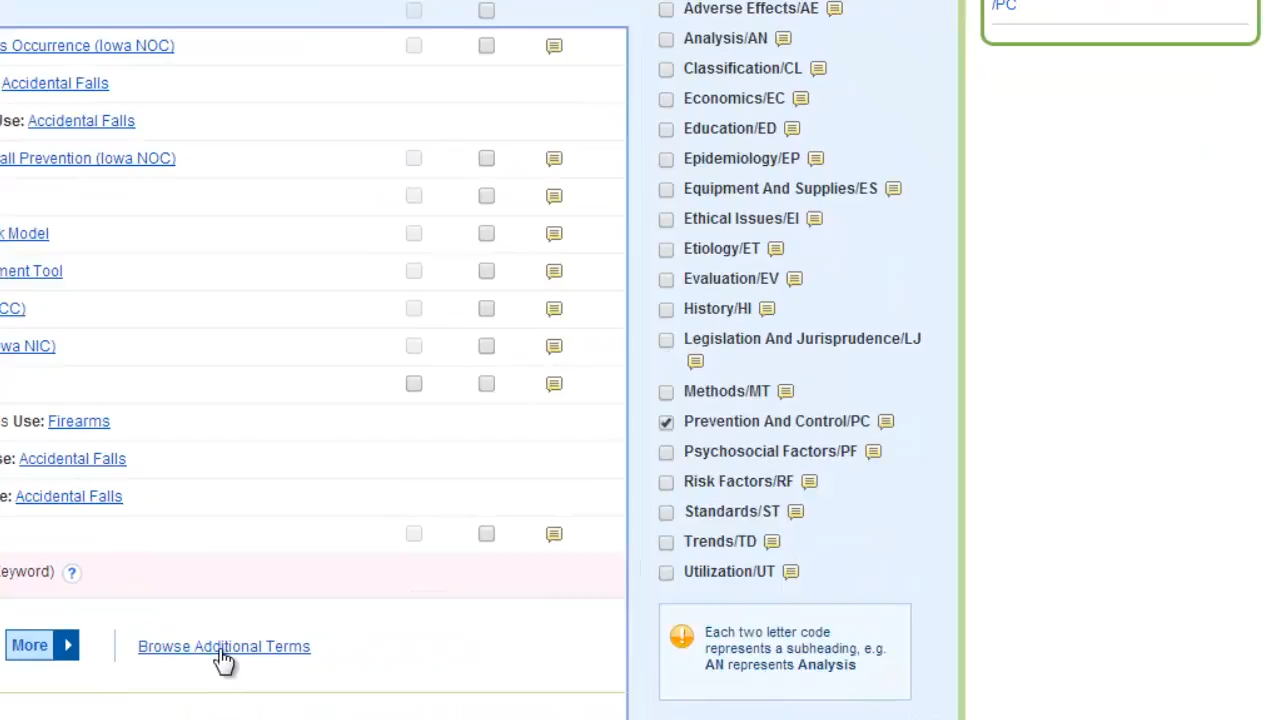 Adverse Effects/AE
/PC
s Occurrence (Iowa NOC)
Analysis/AN
Accidental Falls
Classification/CL
Economics/EC
Use: Accidental Falls
Education/ED
all Prevention (Iowa NOC)
Epidemiology/EP
Equipment And Supplies/ES
Ethical Issues/EI
k Model
Etiology/ET
ment Tool
Evaluation/EV
CC)
History/HI
wa NIC)
Legislation And Jurisprudence/LJ
Methods/MT
s Use: Firearms
Prevention And Control/PC
e: Accidental Falls
Psychosocial Factors/PF
e: Accidental Falls
Risk Factors/RF
Standards/ST
Trends/TD
eyword) ?
Utilization/UT
More
Browse Additional Terms
Each two letter code
represents a subheading, e.g.
AN represents Analysis